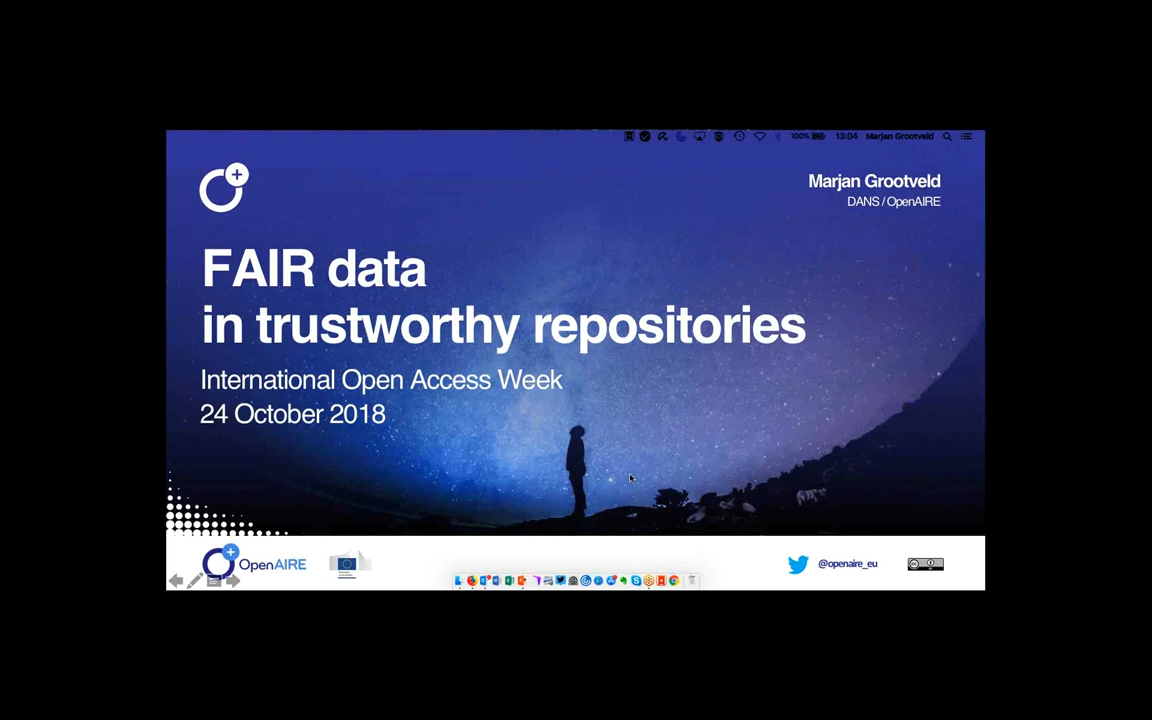 100% 13:04 Marjan Grootveld
Marjan Grootveld
DANS / OpenAIRE
FAIR data
in trustworthy repositories
International Open Access Week
24 October 2018
OpenAIRE
@openaire_eu